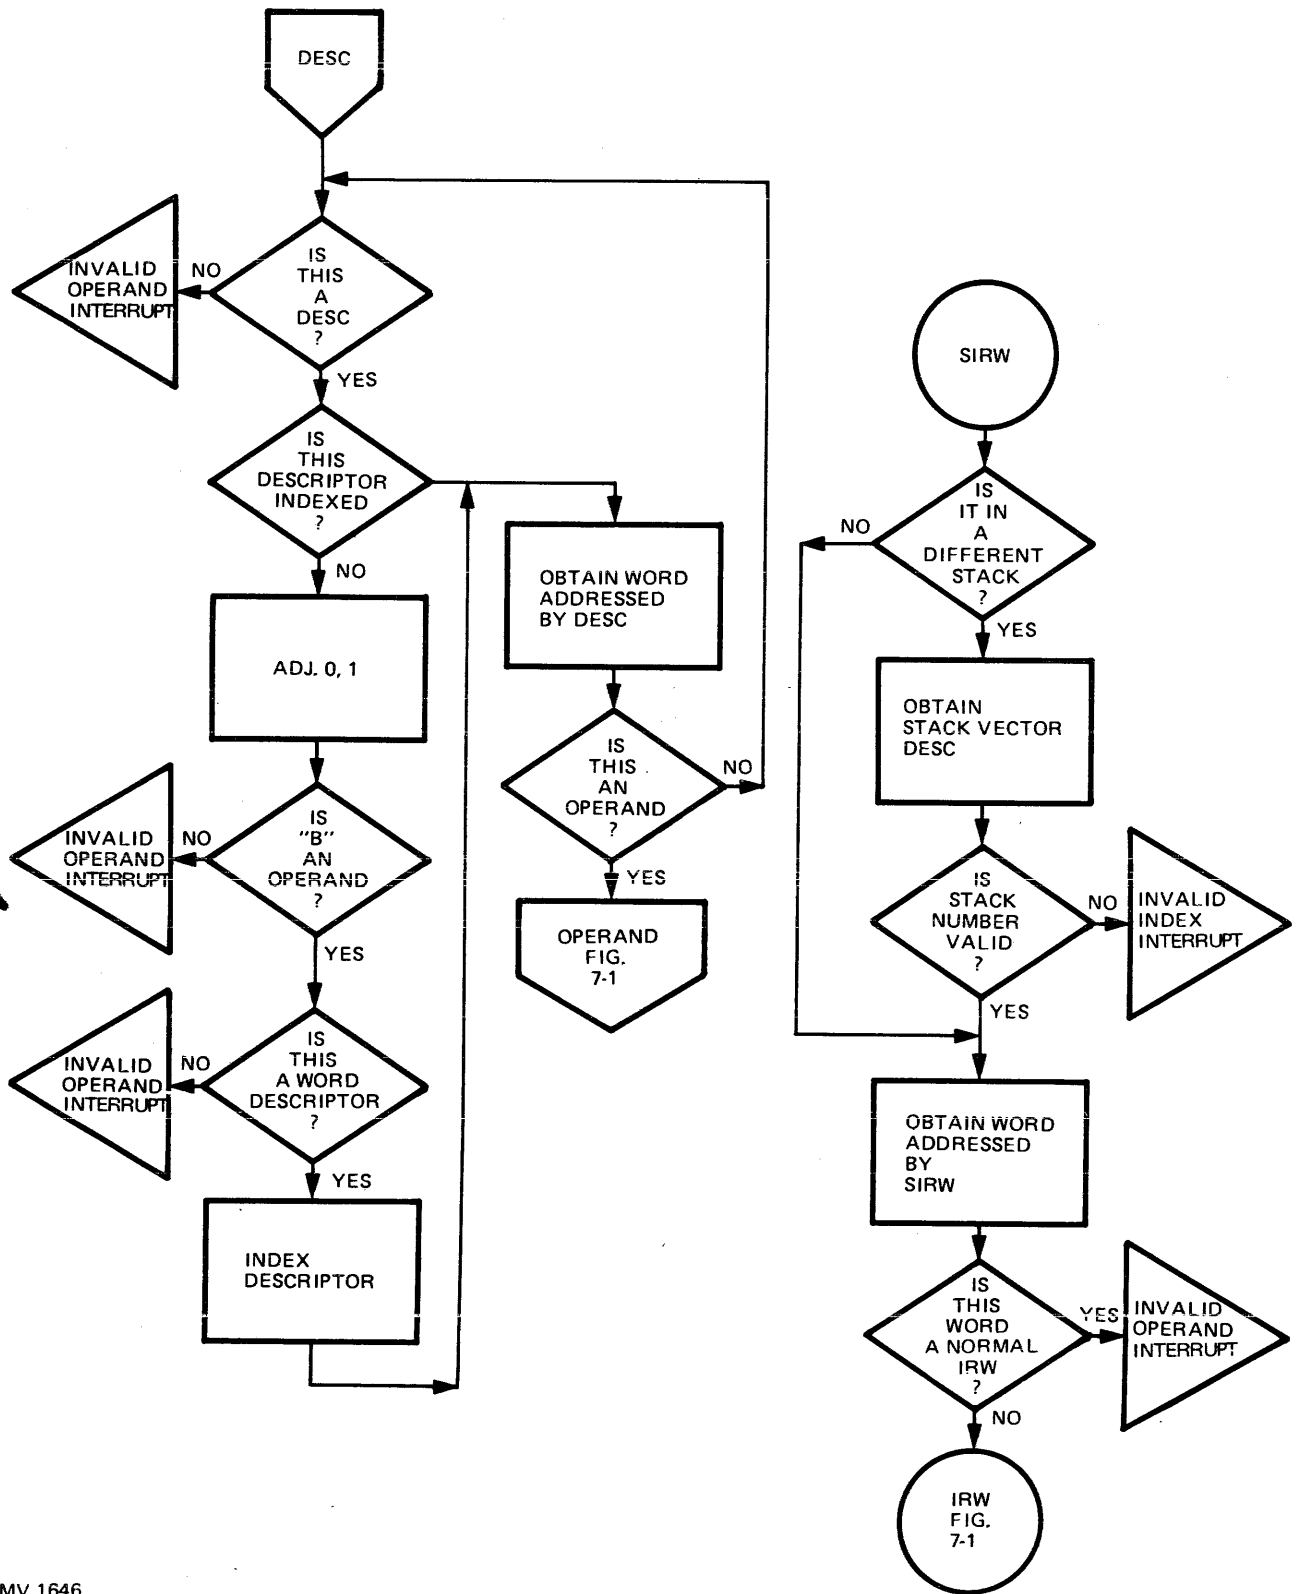 DESC
IS
THIS
A
DESC
?
NO
INVALID
OPERAND
INTERRUPT
YES
IS
THIS
DESCRIPTOR
INDEXED
?
NO
ADJ. 0, 1
IS
"B"
AN
OPERAND
?
NO
INVALID
OPERAND
INTERRUPT
YES
IS
THIS
A WORD
DESCRIPTOR
?
NO
INVALID
OPERAND
INTERRUPT
YES
INDEX
DESCRIPTOR
OBTAIN WORD
ADDRESSED
BY DESC
IS
THIS
AN
OPERAND
?
NO
YES
OPERAND
FIG.
7-1
SIRW
IS
IT IN
A
DIFFERENT
STACK
?
NO
YES
OBTAIN
STACK VECTOR
DESC
IS
STACK
NUMBER
VALID
?
NO
INVALID
INDEX
INTERRUPT
YES
OBTAIN WORD
ADDRESSED
BY
SIRW
IS
THIS
WORD
A NORMAL
IRW
?
YES
INVALID
OPERAND
INTERRUPT
NO
IRW
FIG.
7-1
MV 1646